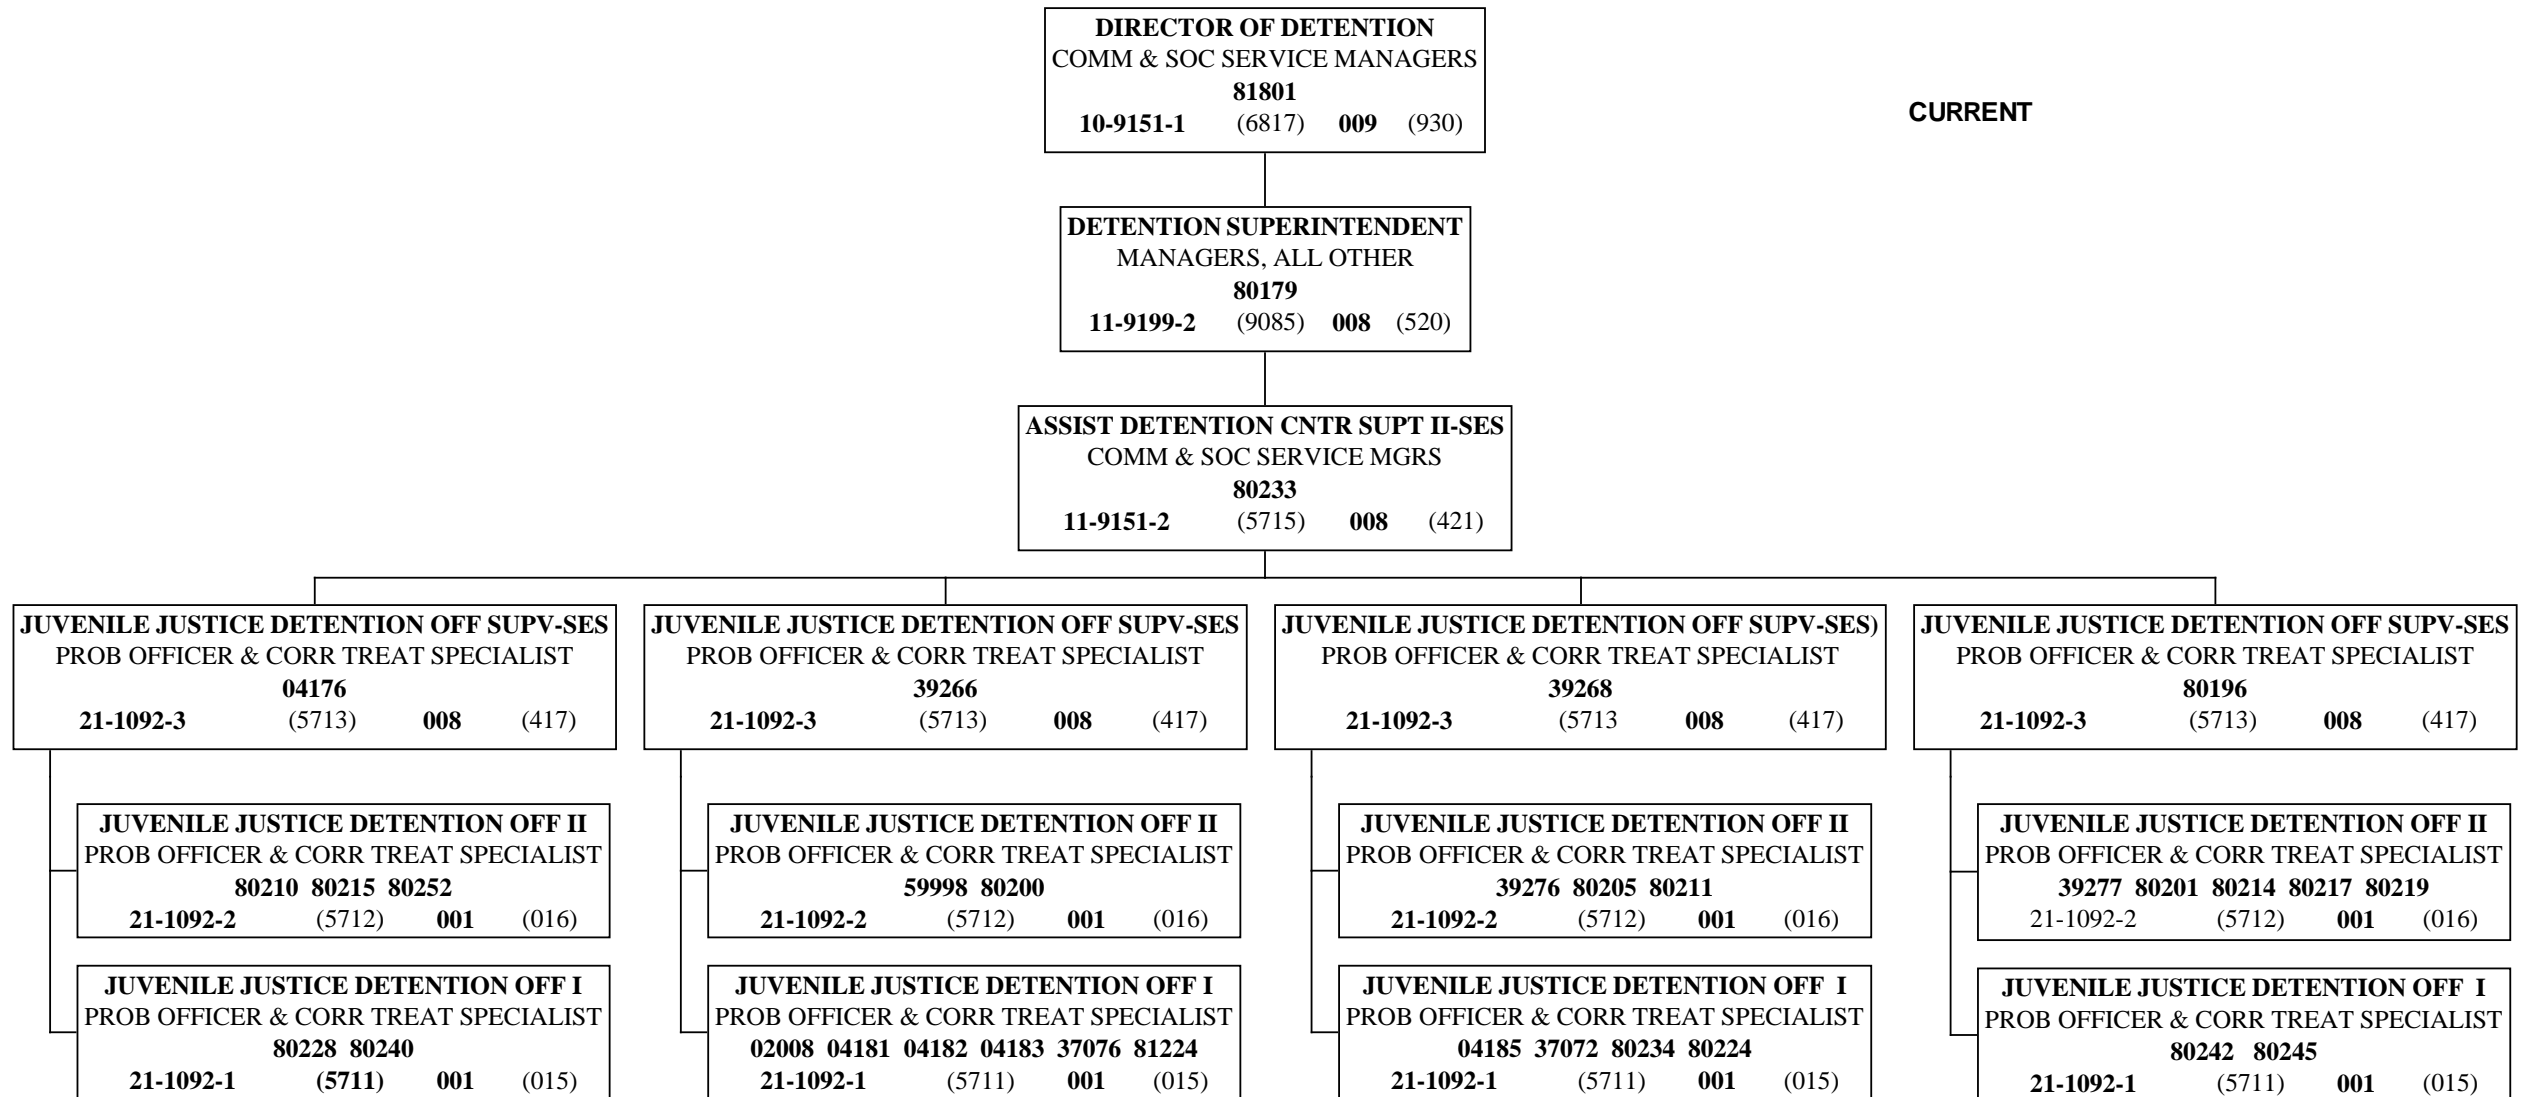 DIRECTOR OF DETENTION
COMM & SOC SERVICE MANAGERS
81801
10-9151-1 (6817) 009 (930)
CURRENT
DETENTION SUPERINTENDENT
MANAGERS, ALL OTHER
80179
11-9199-2 (9085) 008 (520)
ASSIST DETENTION CNTR SUPT II-SES
COMM & SOC SERVICE MGRS
80233
11-9151-2 (5715) 008 (421)
JUVENILE JUSTICE DETENTION OFF SUPV-SES
PROB OFFICER & CORR TREAT SPECIALIST
04176
21-1092-3 (5713) 008 (417)
JUVENILE JUSTICE DETENTION OFF II
PROB OFFICER & CORR TREAT SPECIALIST
80210 80215 80252
21-1092-2 (5712) 001 (016)
JUVENILE JUSTICE DETENTION OFF I
PROB OFFICER & CORR TREAT SPECIALIST
80228 80240
21-1092-1 (5711) 001 (015)
JUVENILE JUSTICE DETENTION OFF SUPV-SES
PROB OFFICER & CORR TREAT SPECIALIST
39266
21-1092-3 (5713) 008 (417)
JUVENILE JUSTICE DETENTION OFF II
PROB OFFICER & CORR TREAT SPECIALIST
59998 80200
21-1092-2 (5712) 001 (016)
JUVENILE JUSTICE DETENTION OFF I
PROB OFFICER & CORR TREAT SPECIALIST
02008 04181 04182 04183 37076 81224
21-1092-1 (5711) 001 (015)
JUVENILE JUSTICE DETENTION OFF SUPV-SES)
PROB OFFICER & CORR TREAT SPECIALIST
39268
21-1092-3 (5713 008 (417)
JUVENILE JUSTICE DETENTION OFF II
PROB OFFICER & CORR TREAT SPECIALIST
39276 80205 80211
21-1092-2 (5712) 001 (016)
JUVENILE JUSTICE DETENTION OFF I
PROB OFFICER & CORR TREAT SPECIALIST
04185 37072 80234 80224
21-1092-1 (5711) 001 (015)
JUVENILE JUSTICE DETENTION OFF SUPV-SES
PROB OFFICER & CORR TREAT SPECIALIST
80196
21-1092-3 (5713) 008 (417)
JUVENILE JUSTICE DETENTION OFF II
PROB OFFICER & CORR TREAT SPECIALIST
39277 80201 80214 80217 80219
21-1092-2 (5712) 001 (016)
JUVENILE JUSTICE DETENTION OFF I
PROB OFFICER & CORR TREAT SPECIALIST
80242 80245
21-1092-1 (5711) 001 (015)